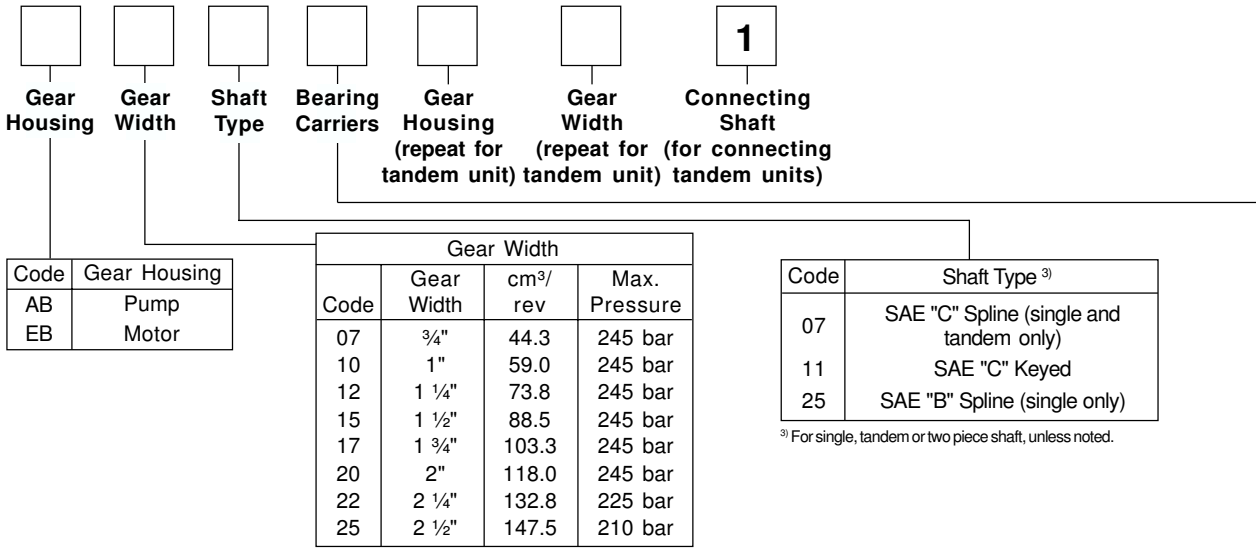 1
Gear Housing
Gear Width
Shaft Type
Bearing Carriers
Gear Housing (repeat for tandem unit)
Gear Width (repeat for tandem unit)
Connecting Shaft (for connecting tandem units)
Code Gear Housing
AB Pump
EB Motor
Gear Width
Code Gear Width cm³/rev Max. Pressure
07 ¾" 44.3 245 bar
10 1" 59.0 245 bar
12 1 ¼" 73.8 245 bar
15 1 ½" 88.5 245 bar
17 1 ¾" 103.3 245 bar
20 2" 118.0 245 bar
22 2 ¼" 132.8 225 bar
25 2 ½" 147.5 210 bar
Code Shaft Type ³⁾
07 SAE "C" Spline (single and tandem only)
11 SAE "C" Keyed
25 SAE "B" Spline (single only)
³⁾ For single, tandem or two piece shaft, unless noted.